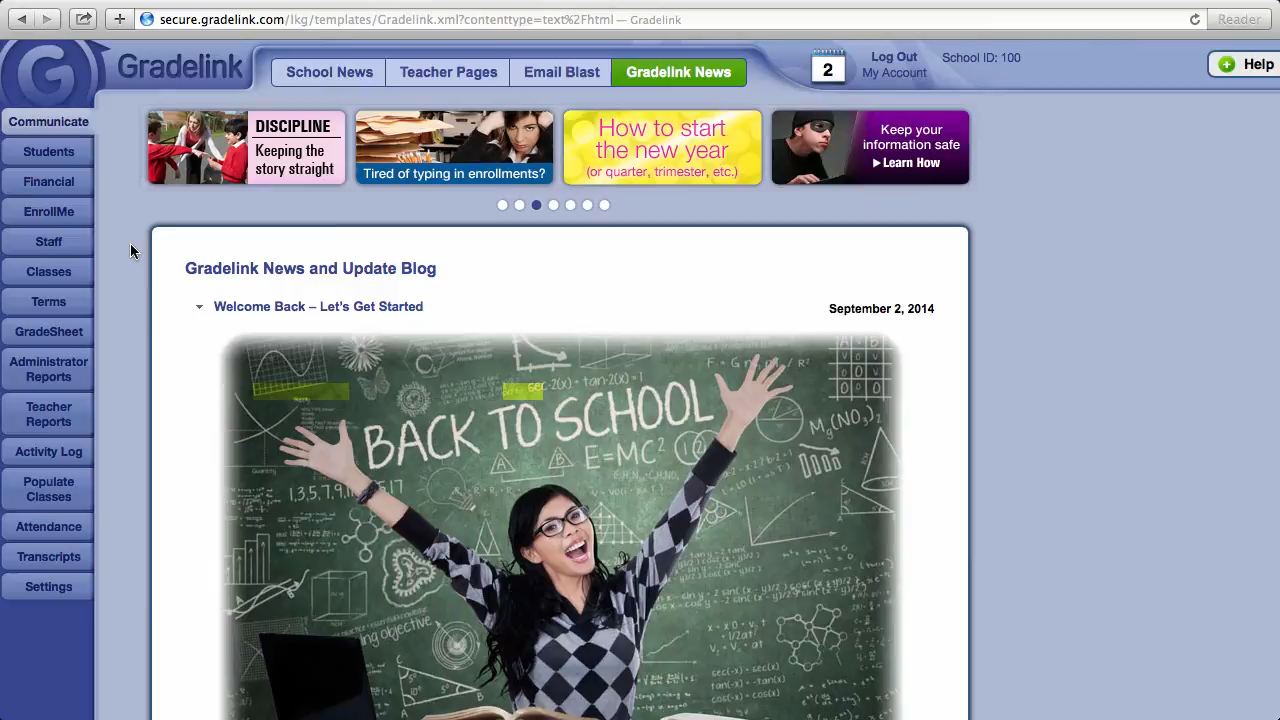 secure.gradelink.com/lkg/templates/Gradelink.xml?contenttype=text%2Fhtml — Gradelink
Reader
Gradelink
School News
Teacher Pages
Email Blast
Gradelink News
2
Log Out
My Account
School ID: 100
Help
Communicate
Students
Financial
EnrollMe
Staff
Classes
Terms
GradeSheet
Administrator
Reports
Teacher
Reports
Activity Log
Populate
Classes
Attendance
Transcripts
Settings
DISCIPLINE
Keeping the
story straight
Tired of typing in enrollments?
How to start
the new year
(or quarter, trimester, etc.)
Keep your
information safe
Learn How
Gradelink News and Update Blog
Welcome Back – Let's Get Started
September 2, 2014
BACK TO SCHOOL
E=MC²